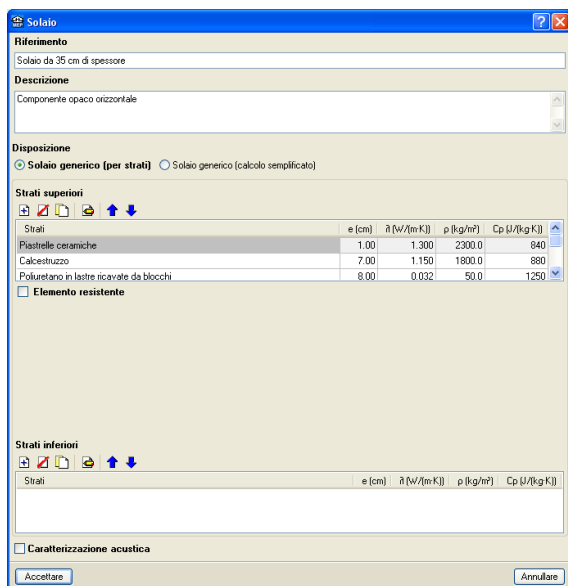 Solaio
Riferimento
Solaio da 35 cm di spessore
Descrizione
Componente opaco orizzontale
Disposizione
Solaio generico (per strati) Solaio generico (calcolo semplificato)
Strati superiori
Strati e (cm) λ (W/(m·K)) ρ (kg/m³) Cp (J/(kg·K))
Piastrelle ceramiche 1.00 1.300 2300.0 840
Calcestruzzo 7.00 1.150 1800.0 880
Poliuretano in lastre ricavate da blocchi 8.00 0.032 50.0 1250
Elemento resistente
Strati inferiori
Strati e (cm) λ (W/(m·K)) ρ (kg/m³) Cp (J/(kg·K))
Caratterizzazione acustica
Accettare Annullare